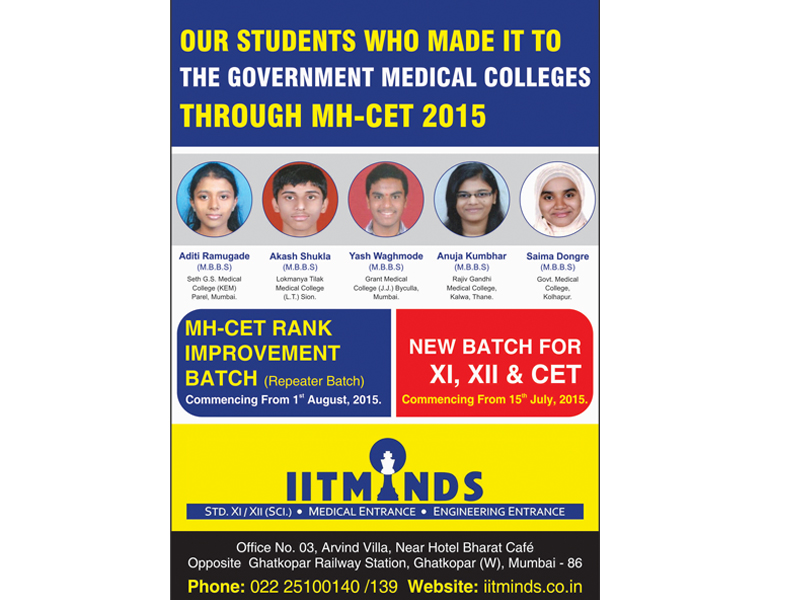 OUR STUDENTS WHO MADE IT TO
THE GOVERNMENT MEDICAL COLLEGES
THROUGH MH-CET 2015
Aditi Ramugade
(M.B.B.S)
Seth G.S. Medical
College (KEM)
Parel, Mumbai.
Akash Shukla
(M.B.B.S)
Lokmanya Tilak
Medical College
(L.T.) Sion.
Yash Waghmode
(M.B.B.S)
Grant Medical
College (J.J.) Byculla,
Mumbai.
Anuja Kumbhar
(M.B.B.S)
Rajiv Gandhi
Medical College,
Kalwa, Thane.
Saima Dongre
(M.B.B.S)
Govt. Medical
College,
Kolhapur.
MH-CET RANK
IMPROVEMENT
BATCH (Repeater Batch)
Commencing From 1st August, 2015.
NEW BATCH FOR
XI, XII & CET
Commencing From 15th July, 2015.
IITMINDS
STD. XI / XII (SCI.) • MEDICAL ENTRANCE • ENGINEERING ENTRANCE
Office No. 03, Arvind Villa, Near Hotel Bharat Café
Opposite Ghatkopar Railway Station, Ghatkopar (W), Mumbai - 86
Phone: 022 25100140 /139 Website: iitminds.co.in